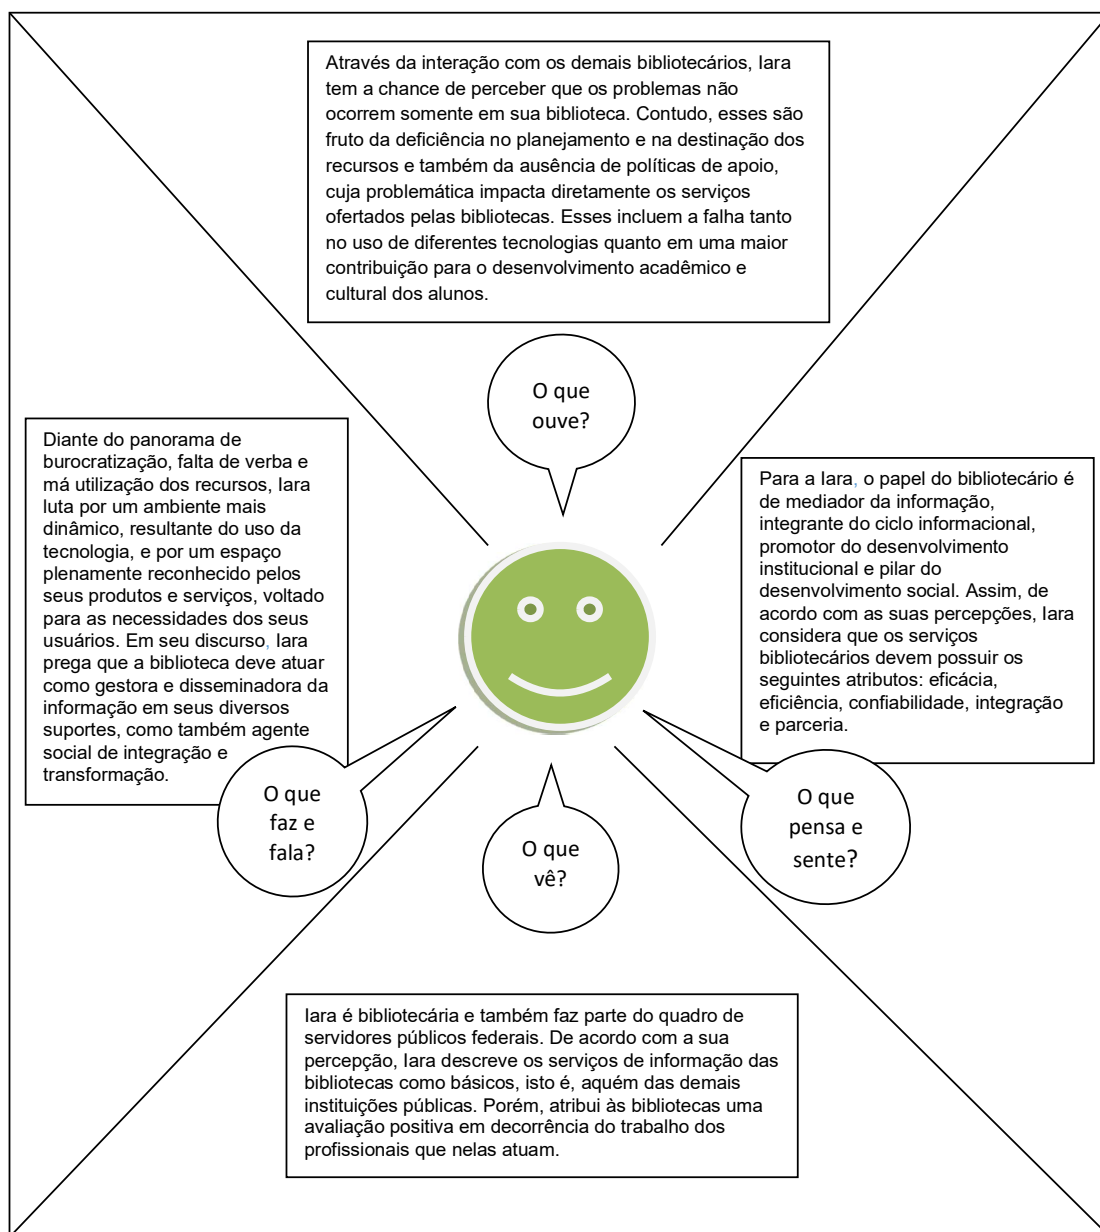 Através da interação com os demais bibliotecários, Iara
tem a chance de perceber que os problemas não
ocorrem somente em sua biblioteca. Contudo, esses são
fruto da deficiência no planejamento e na destinação dos
recursos e também da ausência de políticas de apoio,
cuja problemática impacta diretamente os serviços
ofertados pelas bibliotecas. Esses incluem a falha tanto
no uso de diferentes tecnologias quanto em uma maior
contribuição para o desenvolvimento acadêmico e
cultural dos alunos.
O que
ouve?
Diante do panorama de
burocratização, falta de verba e
má utilização dos recursos, Iara
luta por um ambiente mais
dinâmico, resultante do uso da
tecnologia, e por um espaço
plenamente reconhecido pelos
seus produtos e serviços, voltado
para as necessidades dos seus
usuários. Em seu discurso, Iara
prega que a biblioteca deve atuar
como gestora e disseminadora da
informação em seus diversos
suportes, como também agente
social de integração e
transformação.
O que
faz e
fala?
Para a Iara, o papel do bibliotecário é
de mediador da informação,
integrante do ciclo informacional,
promotor do desenvolvimento
institucional e pilar do
desenvolvimento social. Assim, de
acordo com as suas percepções, Iara
considera que os serviços
bibliotecários devem possuir os
seguintes atributos: eficácia,
eficiência, confiabilidade, integração
e parceria.
O que
pensa e
sente?
O que
vê?
Iara é bibliotecária e também faz parte do quadro de
servidores públicos federais. De acordo com a sua
percepção, Iara descreve os serviços de informação das
bibliotecas como básicos, isto é, aquém das demais
instituições públicas. Porém, atribui às bibliotecas uma
avaliação positiva em decorrência do trabalho dos
profissionais que nelas atuam.